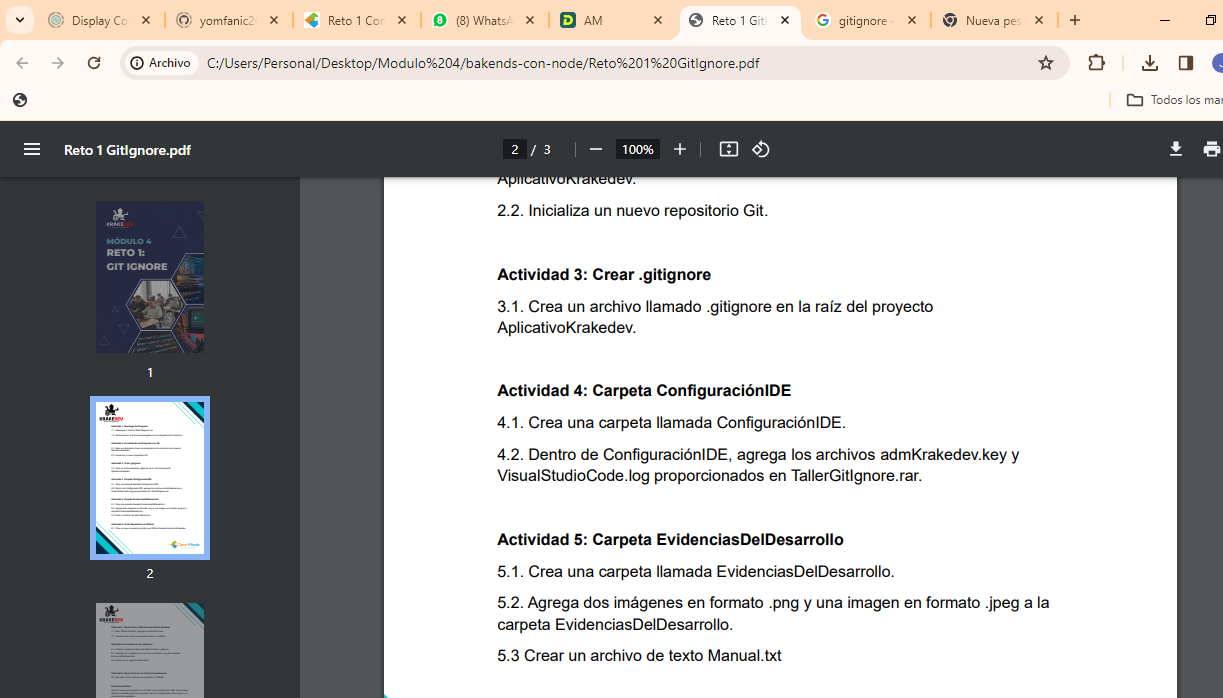 Display Co
yomfanic2
Reto 1 Con
(8) WhatsA
AM
Reto 1 Giti
gitignore -
Nueva pes
Archivo
C:/Users/Personal/Desktop/Modulo%204/bakends-con-node/Reto%201%20GitIgnore.pdf
Todos los mar
Reto 1 GitIgnore.pdf
2 / 3
100%
KRAKEDEV
MÓDULO 4
RETO 1:
GIT IGNORE
1
KRAKEDEV
2
KRAKEDEV
AplicativoKrakedev.
2.2. Inicializa un nuevo repositorio Git.
Actividad 3: Crear .gitignore
3.1. Crea un archivo llamado .gitignore en la raíz del proyecto
AplicativoKrakedev.
Actividad 4: Carpeta ConfiguraciónIDE
4.1. Crea una carpeta llamada ConfiguraciónIDE.
4.2. Dentro de ConfiguraciónIDE, agrega los archivos admKrakedev.key y
VisualStudioCode.log proporcionados en TallerGitIgnore.rar.
Actividad 5: Carpeta EvidenciasDelDesarrollo
5.1. Crea una carpeta llamada EvidenciasDelDesarrollo.
5.2. Agrega dos imágenes en formato .png y una imagen en formato .jpeg a la
carpeta EvidenciasDelDesarrollo.
5.3 Crear un archivo de texto Manual.txt